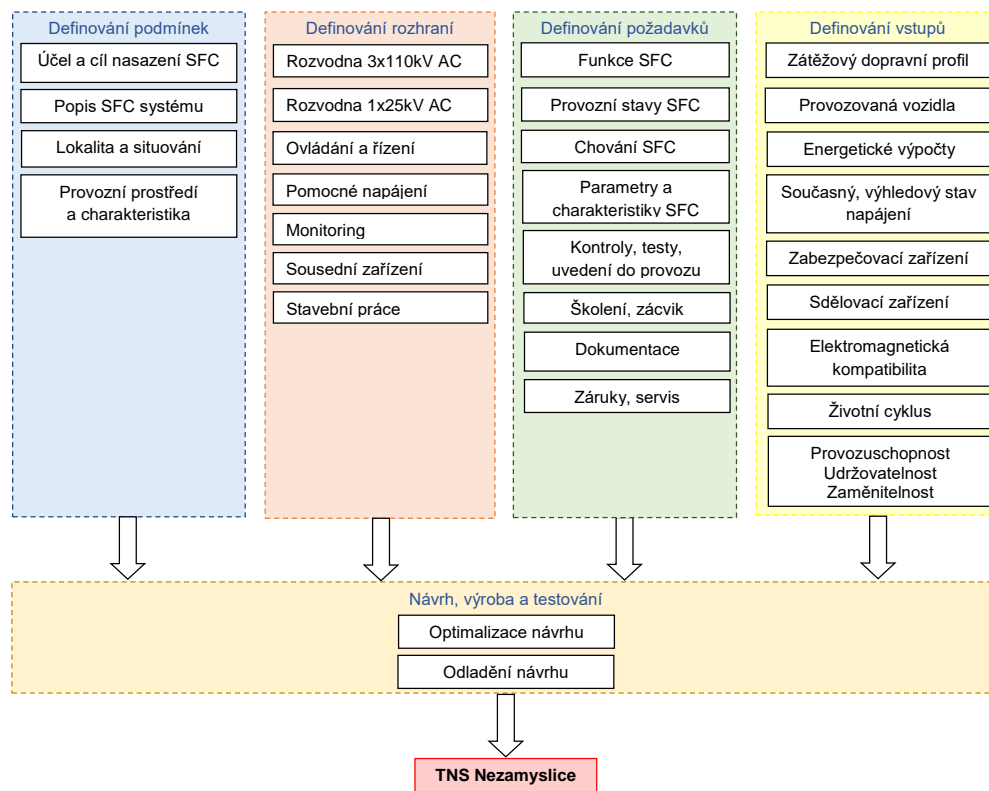 Definování podmínek
Účel a cíl nasazení SFC
Popis SFC systému
Lokalita a situování
Provozní prostředí
a charakteristika
Definování rozhraní
Rozvodna 3x110kV AC
Rozvodna 1x25kV AC
Ovládání a řízení
Pomocné napájení
Monitoring
Sousední zařízení
Stavební práce
Definování požadavků
Funkce SFC
Provozní stavy SFC
Chování SFC
Parametry a
charakteristiky SFC
Kontroly, testy,
uvedení do provozu
Školení, zácvik
Dokumentace
Záruky, servis
Definování vstupů
Zátěžový dopravní profil
Provozovaná vozidla
Energetické výpočty
Současný, výhledový stav
napájení
Zabezpečovací zařízení
Sdělovací zařízení
Elektromagnetická
kompatibilita
Životní cyklus
Provozuschopnost
Udržovatelnost
Zaměnitelnost
Návrh, výroba a testování
Optimalizace návrhu
Odladění návrhu
TNS Nezamyslice